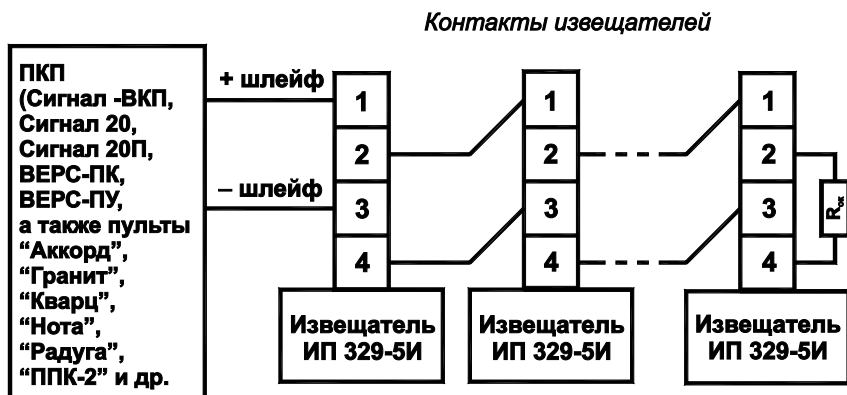 Контакты извещателей
ПКП
(Сигнал -ВКП,
Сигнал 20,
Сигнал 20П,
ВЕРС-ПК,
ВЕРС-ПУ,
а также пульты
“Аккорд”,
“Гранит”,
“Кварц”,
“Нота”,
“Радуга”,
“ППК-2” и др.
+ шлейф
– шлейф
1
2
3
4
Извещатель
ИП 329-5И
1
2
3
4
Извещатель
ИП 329-5И
1
2
3
4
Извещатель
ИП 329-5И
Rок